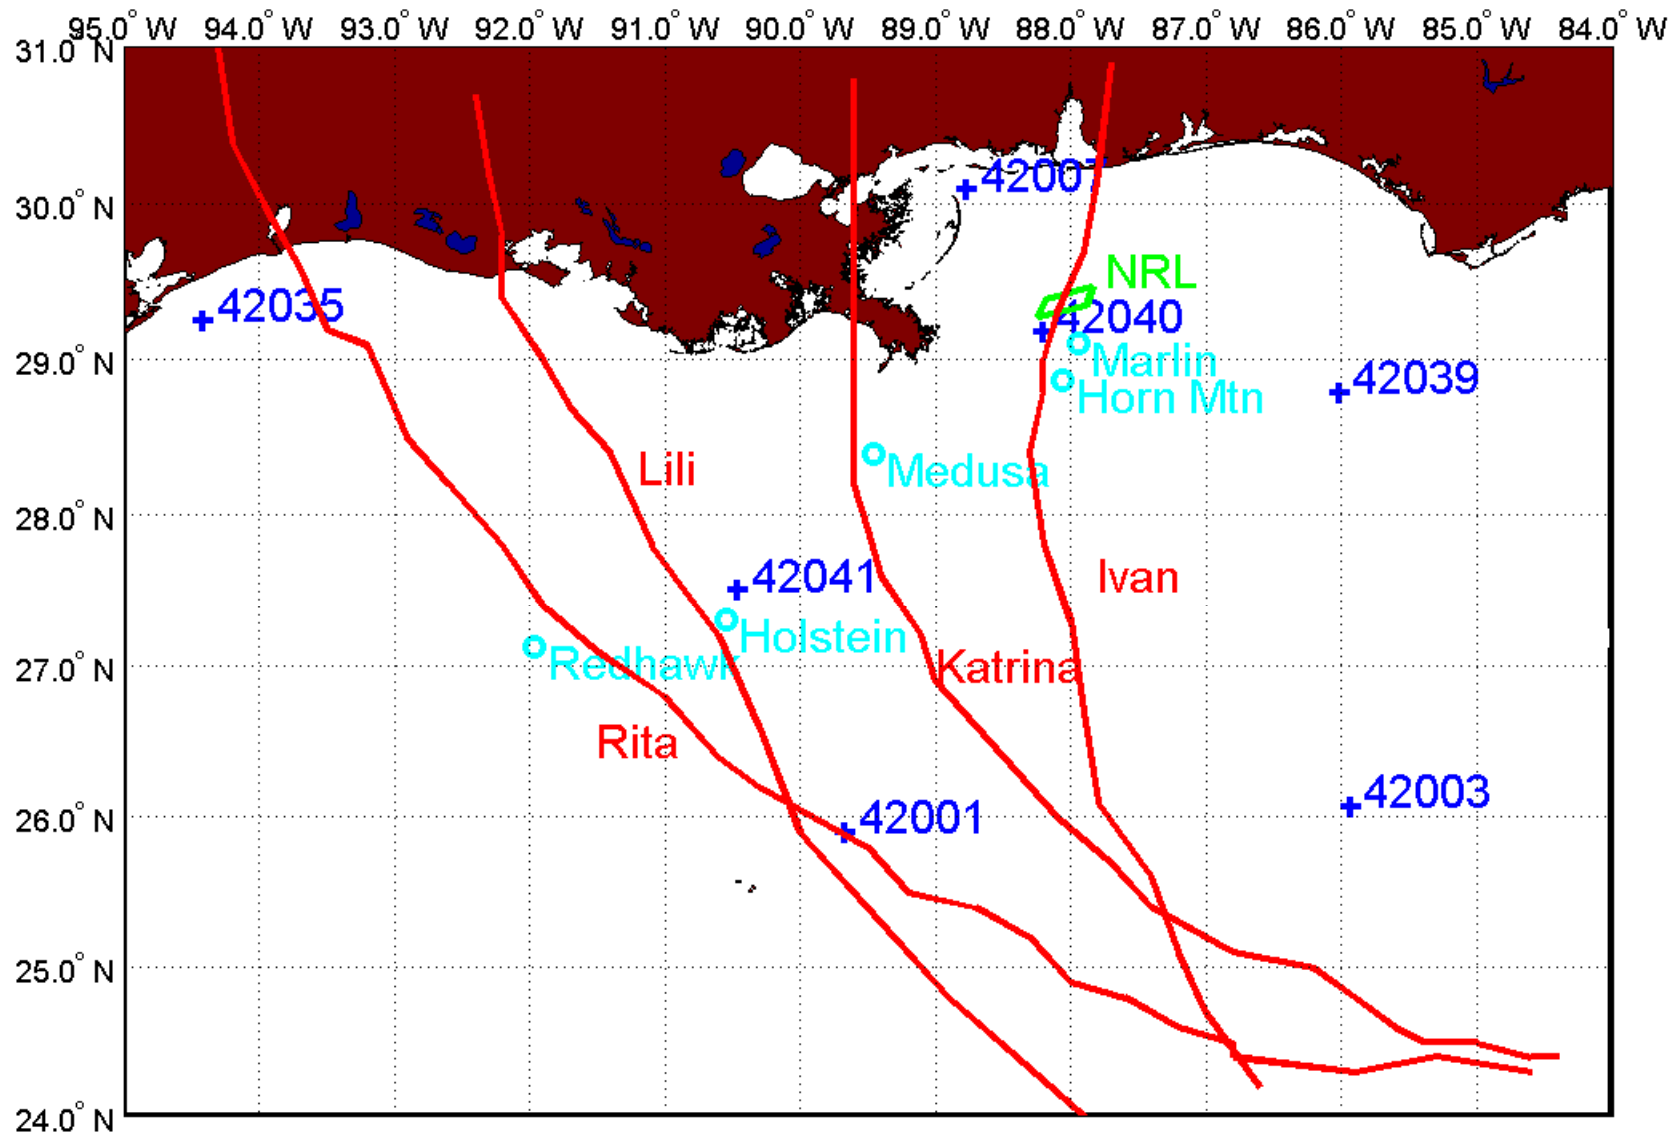 95.0° W 94.0° W 93.0° W 92.0° W 91.0° W 90.0° W 89.0° W 88.0° W 87.0° W 86.0° W 85.0° W 84.0° W
31.0° N
42007
30.0° N
NRL
42035
42040
29.0° N
Marlin
42039
Horn Mtn
Lili
Medusa
28.0° N
42041
Ivan
Holstein
27.0° N
Redhawk
Katrina
Rita
42003
26.0° N
42001
25.0° N
24.0° N